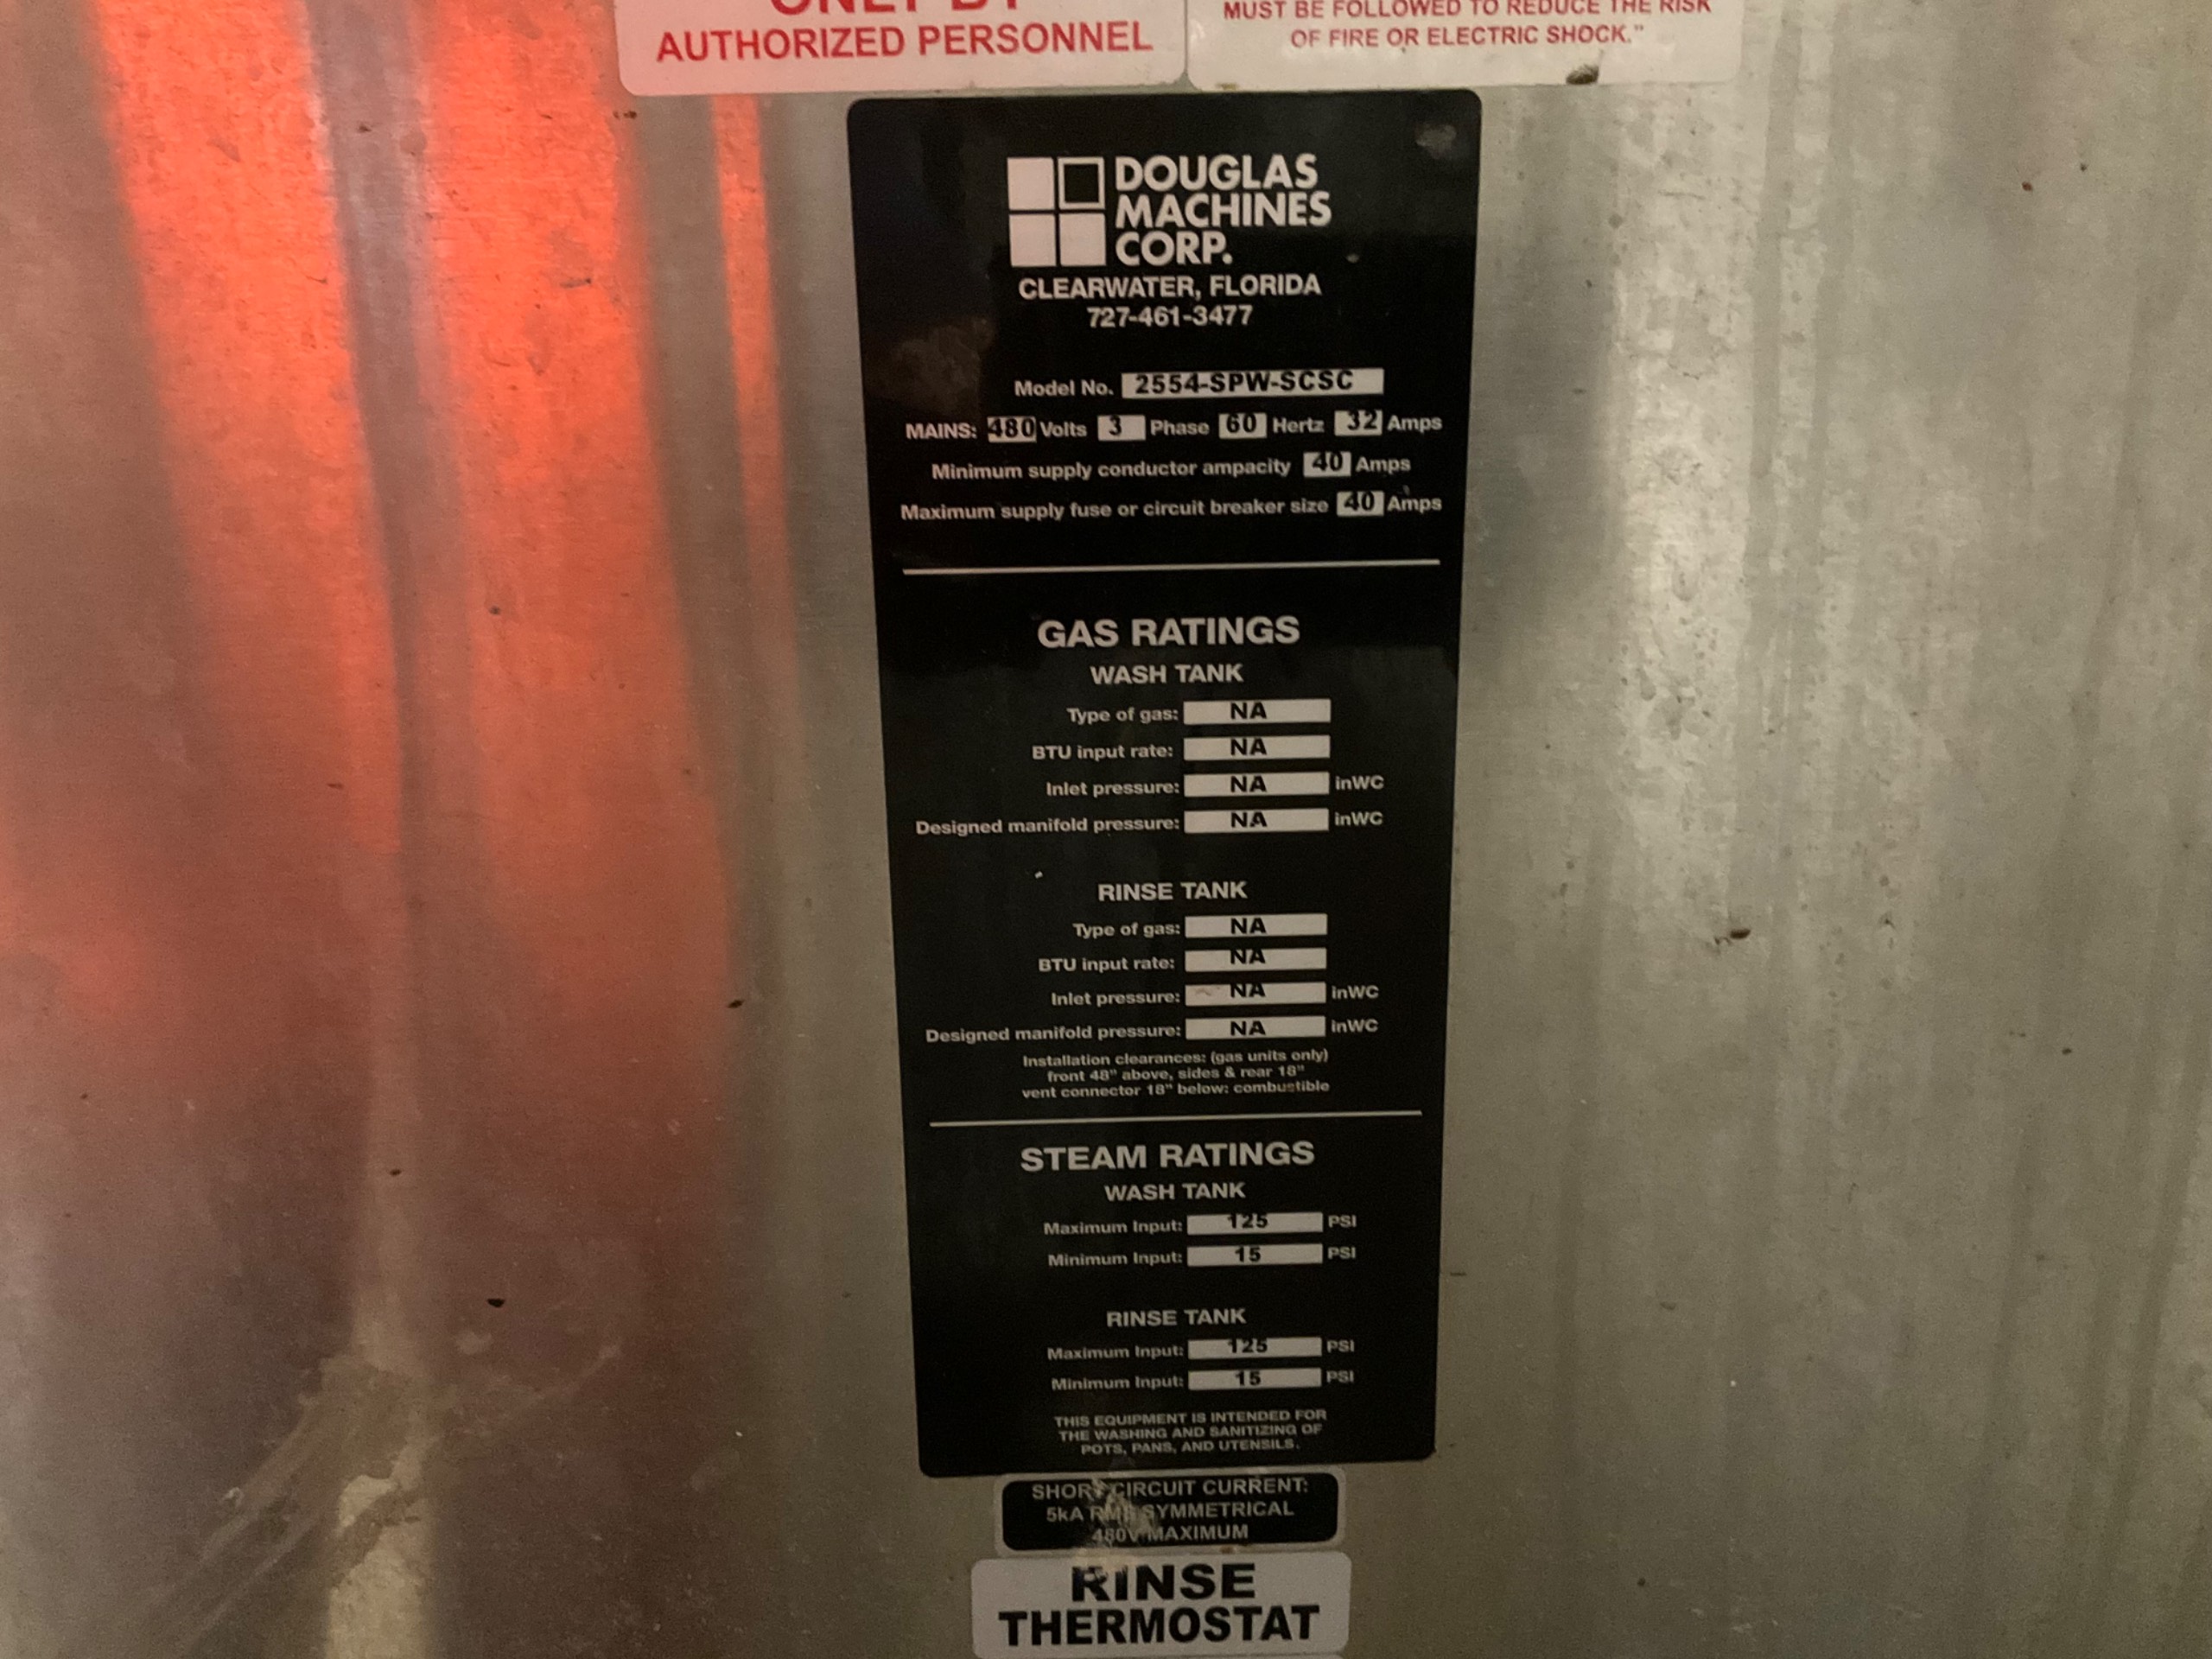 ONLY BY
AUTHORIZED PERSONNEL
MUST BE FOLLOWED TO REDUCE THE RISK
OF FIRE OR ELECTRIC SHOCK."
DOUGLAS
MACHINES
CORP.
CLEARWATER, FLORIDA
727-461-3477
Model No. 2554-SPW-SCSC
MAINS: 480 Volts 3 Phase 60 Hertz 32 Amps
Minimum supply conductor ampacity 40 Amps
Maximum supply fuse or circuit breaker size 40 Amps
GAS RATINGS
WASH TANK
Type of gas: NA
BTU input rate: NA
Inlet pressure: NA inWC
Designed manifold pressure: NA inWC
RINSE TANK
Type of gas: NA
BTU input rate: NA
Inlet pressure: NA inWC
Designed manifold pressure: NA inWC
Installation clearances: (gas units only)
front 48" above, sides & rear 18"
vent connector 18" below: combustible
STEAM RATINGS
WASH TANK
Maximum Input: 125 PSI
Minimum Input: 15 PSI
RINSE TANK
Maximum Input: 125 PSI
Minimum Input: 15 PSI
THIS EQUIPMENT IS INTENDED FOR
THE WASHING AND SANITIZING OF
POTS, PANS, AND UTENSILS.
SHORT CIRCUIT CURRENT:
5kA RMS SYMMETRICAL
480V MAXIMUM
RINSE
THERMOSTAT